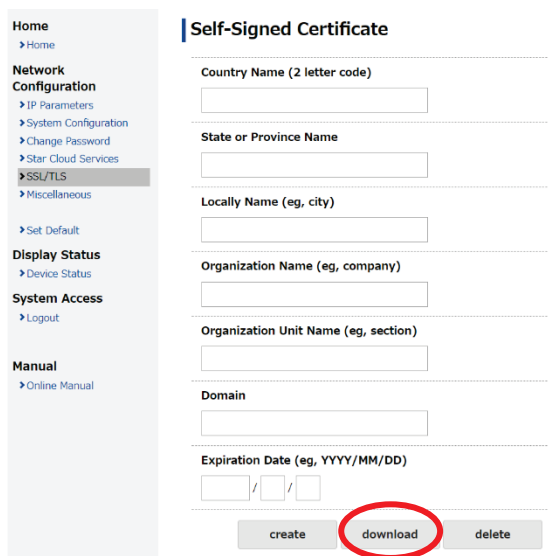 Home
Home
Network
Configuration
IP Parameters
System Configuration
Change Password
Star Cloud Services
SSL/TLS
Miscellaneous
Set Default
Display Status
Device Status
System Access
Logout
Manual
Online Manual
Self-Signed Certificate
Country Name (2 letter code)
State or Province Name
Locally Name (eg, city)
Organization Name (eg, company)
Organization Unit Name (eg, section)
Domain
Expiration Date (eg, YYYY/MM/DD)
/ /
create download delete